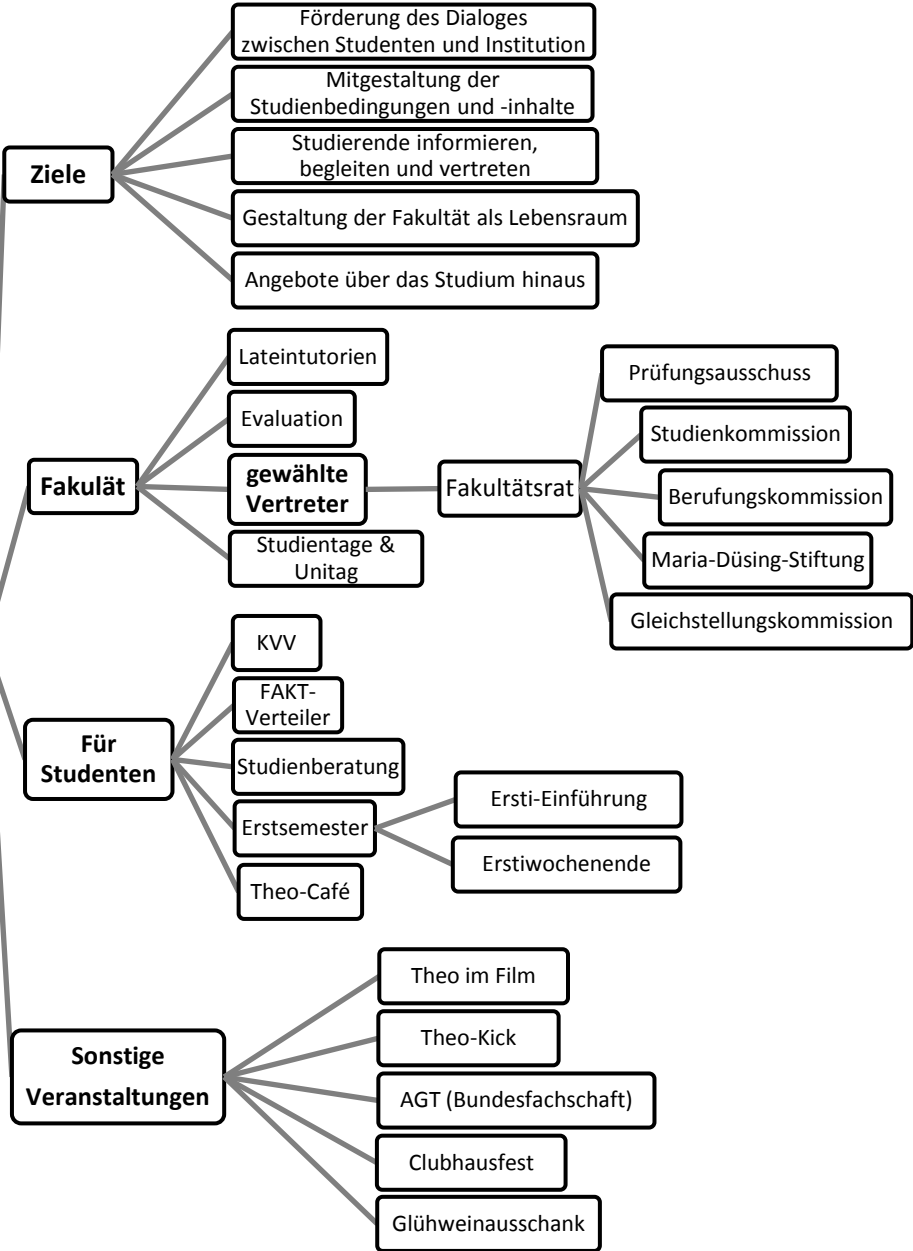 Ziele
Förderung des Dialoges
zwischen Studenten und Institution
Mitgestaltung der
Studienbedingungen und -inhalte
Studierende informieren,
begleiten und vertreten
Gestaltung der Fakultät als Lebensraum
Angebote über das Studium hinaus
Fakulät
Lateintutorien
Evaluation
gewählte
Vertreter
Studientage &
Unitag
Fakultätsrat
Prüfungsausschuss
Studienkommission
Berufungskommission
Maria-Düsing-Stiftung
Gleichstellungskommission
Für
Studenten
KVV
FAKT-
Verteiler
Studienberatung
Erstsemester
Theo-Café
Ersti-Einführung
Erstiwochenende
Sonstige
Veranstaltungen
Theo im Film
Theo-Kick
AGT (Bundesfachschaft)
Clubhausfest
Glühweinausschank